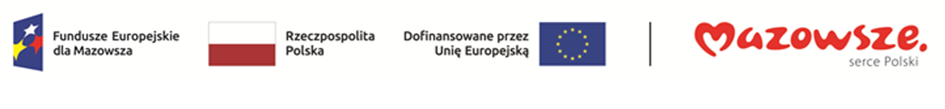 Fundusze Europejskie
dla Mazowsza
Rzeczpospolita
Polska
Dofinansowane przez
Unię Europejską
Mazowsze.
serce Polski